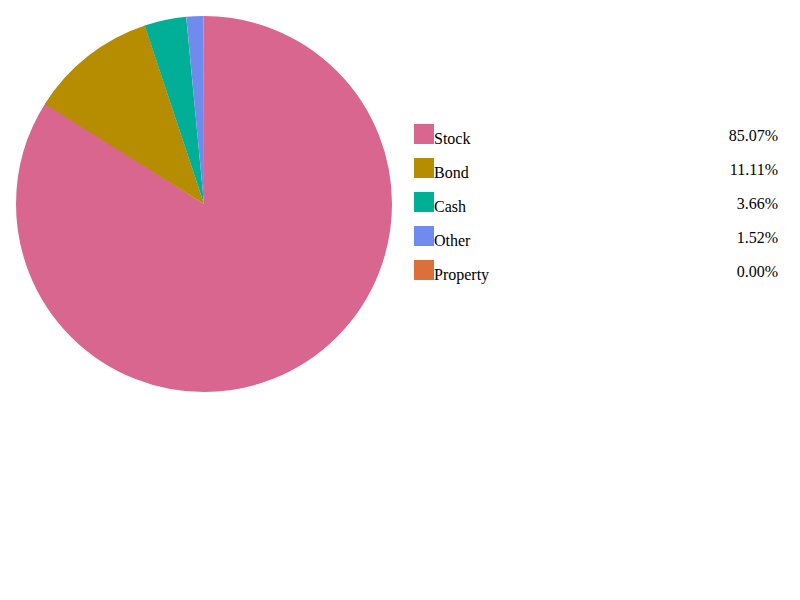 Stock 85.07%
Bond 11.11%
Cash 3.66%
Other 1.52%
Property 0.00%